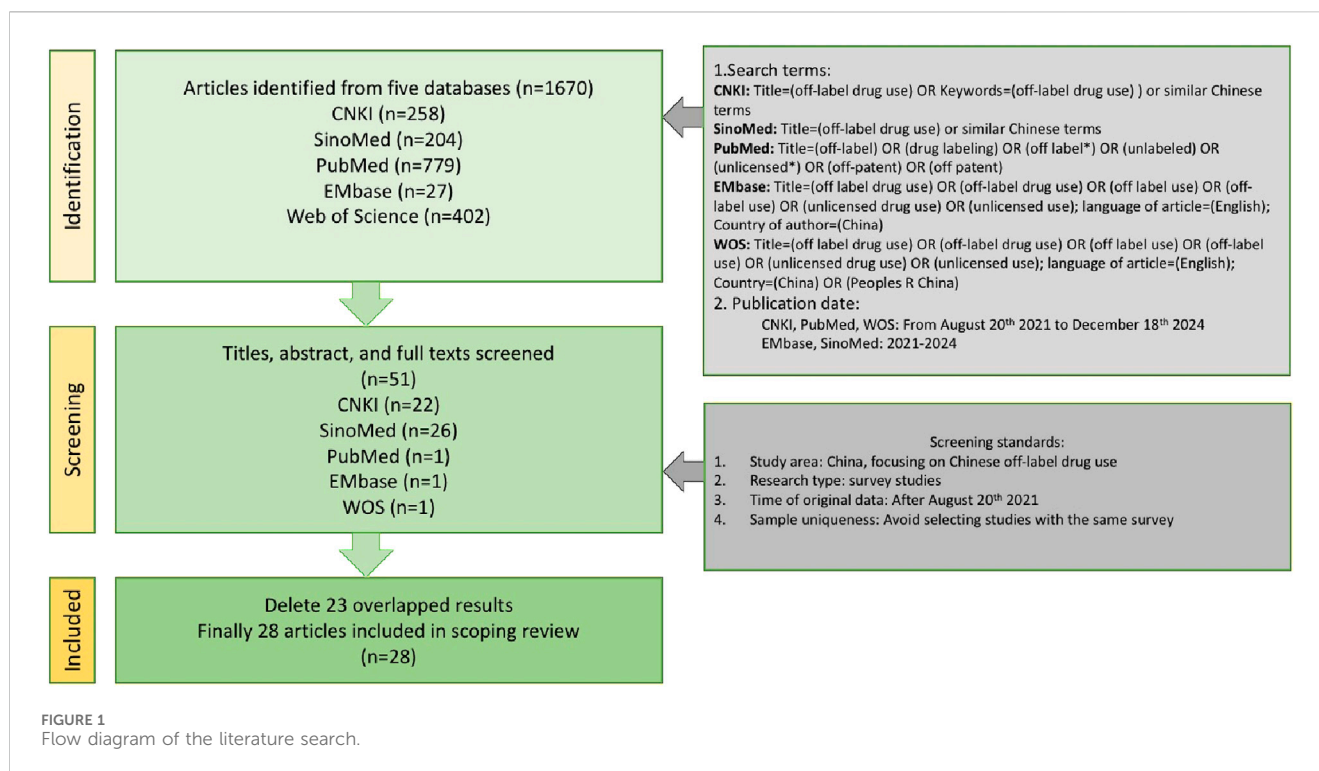 Identification
Articles identified from five databases (n=1670)
CNKI (n=258)
SinoMed (n=204)
PubMed (n=779)
EMbase (n=27)
Web of Science (n=402)
1.Search terms:
CNKI: Title=(off-label drug use) OR Keywords=(off-label drug use) ) or similar Chinese
terms
SinoMed: Title=(off-label drug use) or similar Chinese terms
PubMed: Title=(off-label) OR (drug labeling) OR (off label*) OR (unlabeled) OR
(unlicensed*) OR (off-patent) OR (off patent)
EMbase: Title=(off label drug use) OR (off-label drug use) OR (off label use) OR (off-
label use) OR (unlicensed drug use) OR (unlicensed use); language of article=(English);
Country of author=(China)
WOS: Title=(off label drug use) OR (off-label drug use) OR (off label use) OR (off-label
use) OR (unlicensed drug use) OR (unlicensed use); language of article=(English);
Country=(China) OR (Peoples R China)
2. Publication date:
CNKI, PubMed, WOS: From August 20th 2021 to December 18th 2024
EMbase, SinoMed: 2021-2024
Screening
Titles, abstract, and full texts screened
(n=51)
CNKI (n=22)
SinoMed (n=26)
PubMed (n=1)
EMbase (n=1)
WOS (n=1)
Screening standards:
1. Study area: China, focusing on Chinese off-label drug use
2. Research type: survey studies
3. Time of original data: After August 20th 2021
4. Sample uniqueness: Avoid selecting studies with the same survey
Included
Delete 23 overlapped results
Finally 28 articles included in scoping review
(n=28)
FIGURE 1
Flow diagram of the literature search.